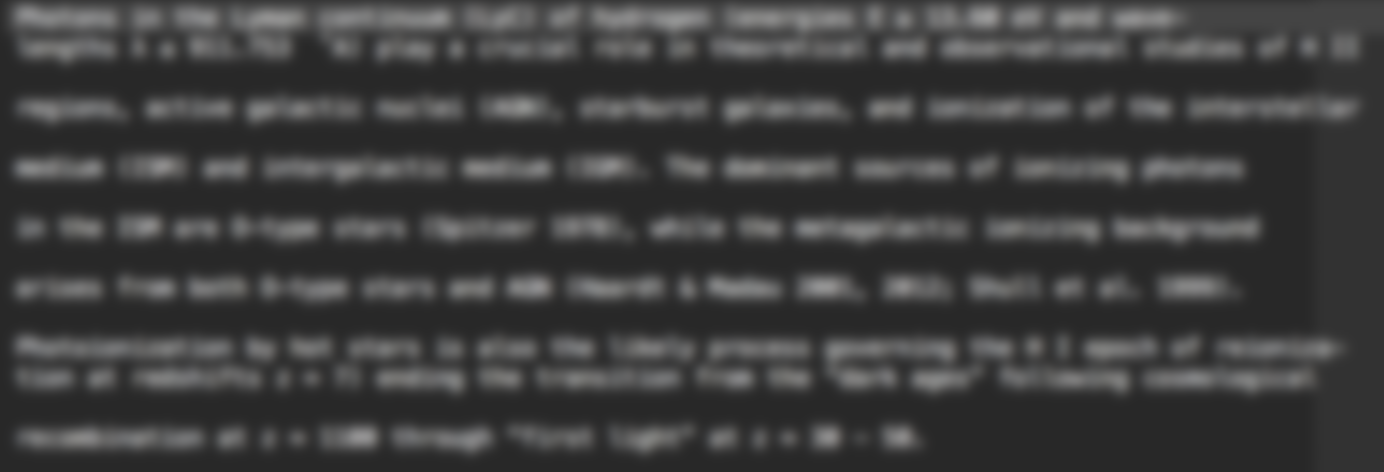 Photons in the Lyman continuum (LyC) of hydrogen (energies E ≥ 13.60 eV and wave-
lengths λ ≤ 911.753 A) play a crucial role in theoretical and observational studies of H II
regions, active galactic nuclei (AGN), starburst galaxies, and ionization of the interstellar
medium (ISM) and intergalactic medium (IGM). The dominant sources of ionizing photons
in the ISM are O-type stars (Spitzer 1978), while the metagalactic ionizing background
arises from both O-type stars and AGN (Haardt & Madau 2001, 2012; Shull et al. 1999).
Photoionization by hot stars is also the likely process governing the H I epoch of reioniza-
tion at redshifts z ≈ 7) ending the transition from the "dark ages" following cosmological
recombination at z ≈ 1100 through "first light" at z ≈ 30 - 50.